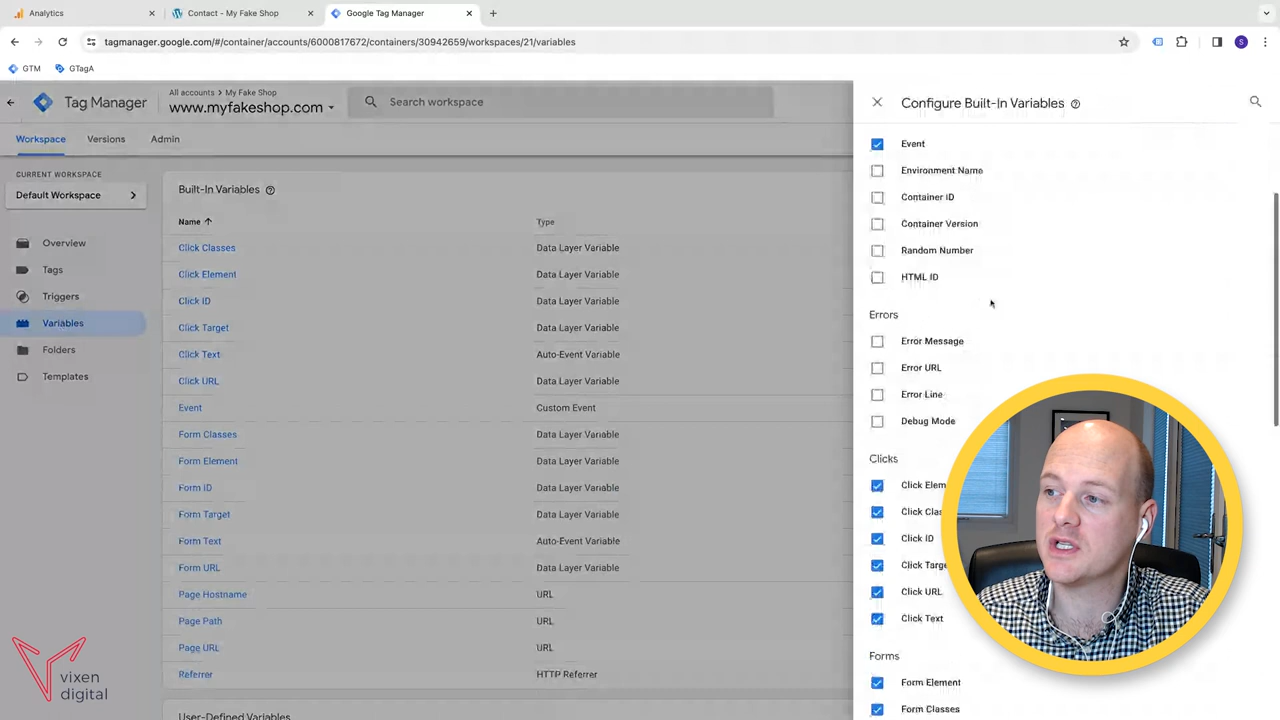 Analytics
Contact - My Fake Shop
Google Tag Manager
tagmanager.google.com/#/container/accounts/6000817672/containers/30942659/workspaces/21/variables
S
GTM
GTagA
Tag Manager
All accounts > My Fake Shop
www.myfakeshop.com
Search workspace
Workspace
Versions
Admin
CURRENT WORKSPACE
Default Workspace
Overview
Tags
Triggers
Variables
Folders
Templates
Built-In Variables
Name
Type
Click Classes
Data Layer Variable
Click Element
Data Layer Variable
Click ID
Data Layer Variable
Click Target
Data Layer Variable
Click Text
Auto-Event Variable
Click URL
Data Layer Variable
Event
Custom Event
Form Classes
Data Layer Variable
Form Element
Data Layer Variable
Form ID
Data Layer Variable
Form Target
Data Layer Variable
Form Text
Auto-Event Variable
Form URL
Data Layer Variable
Page Hostname
URL
Page Path
URL
Page URL
URL
Referrer
HTTP Referrer
User-Defined Variables
Configure Built-In Variables
Event
Environment Name
Container ID
Container Version
Random Number
HTML ID
Errors
Error Message
Error URL
Error Line
Debug Mode
Clicks
Click Elem
Click Clas
Click ID
Click Targe
Click URL
Click Text
Forms
Form Element
Form Classes
vixen
digital